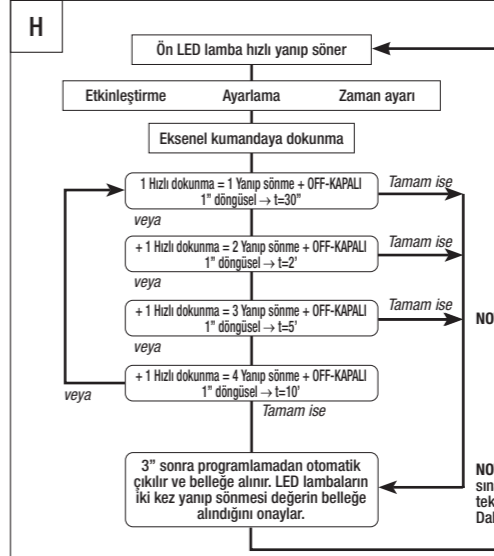 H
Ön LED lamba hızlı yanıp söner
Etkinleştirme Ayarlama Zaman ayarı
Eksenel kumandaya dokunma
1 Hızlı dokunma = 1 Yanıp sönme + OFF-KAPALI
1” döngüsel → t=30”
Tamam ise
veya
+ 1 Hızlı dokunma = 2 Yanıp sönme + OFF-KAPALI
1” döngüsel → t=2’
Tamam ise
veya
+ 1 Hızlı dokunma = 3 Yanıp sönme + OFF-KAPALI
1” döngüsel → t=5’
Tamam ise
NO
veya
+ 1 Hızlı dokunma = 4 Yanıp sönme + OFF-KAPALI
1” döngüsel → t=10’
veya
Tamam ise
3” sonra programlamadan otomatik
çıkılır ve belleğe alınır. LED lambaların
iki kez yanıp sönmesi değerin belleğe
alındığını onaylar.
NO
sın
tek
Dal